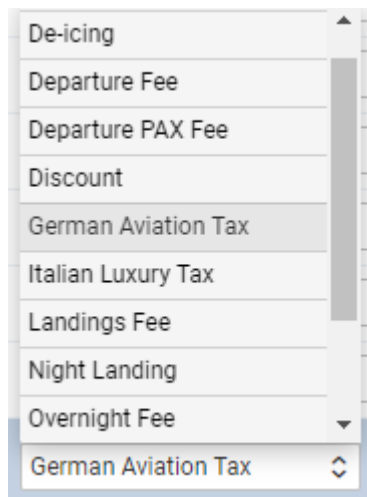 De-icing
Departure Fee
Departure PAX Fee
Discount
German Aviation Tax
Italian Luxury Tax
Landings Fee
Night Landing
Overnight Fee
German Aviation Tax